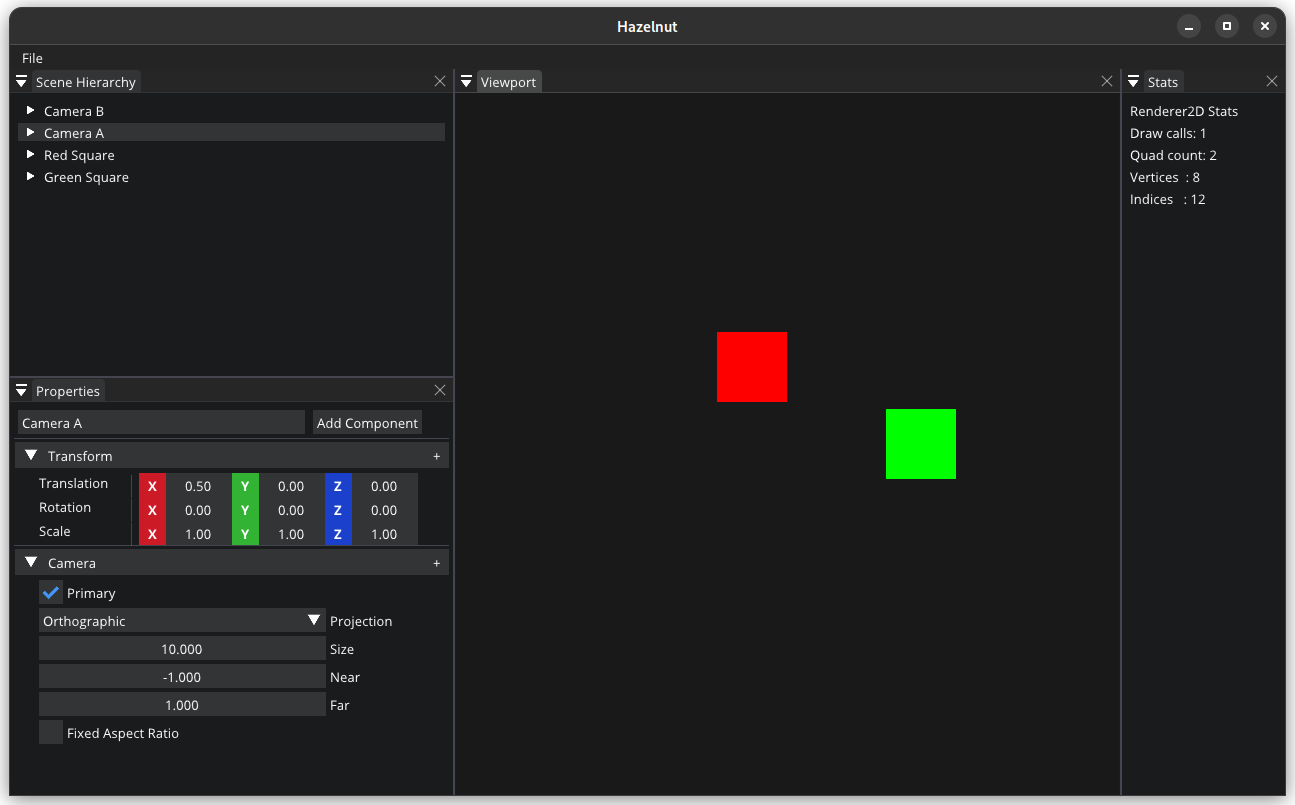 Hazelnut
File
Scene Hierarchy
Camera B
Camera A
Red Square
Green Square
Properties
Camera A Add Component
Transform +
Translation X 0.50 Y 0.00 Z 0.00
Rotation X 0.00 Y 0.00 Z 0.00
Scale X 1.00 Y 1.00 Z 1.00
Camera +
Primary
Orthographic Projection
10.000 Size
-1.000 Near
1.000 Far
Fixed Aspect Ratio
Viewport
Stats
Renderer2D Stats
Draw calls: 1
Quad count: 2
Vertices : 8
Indices : 12